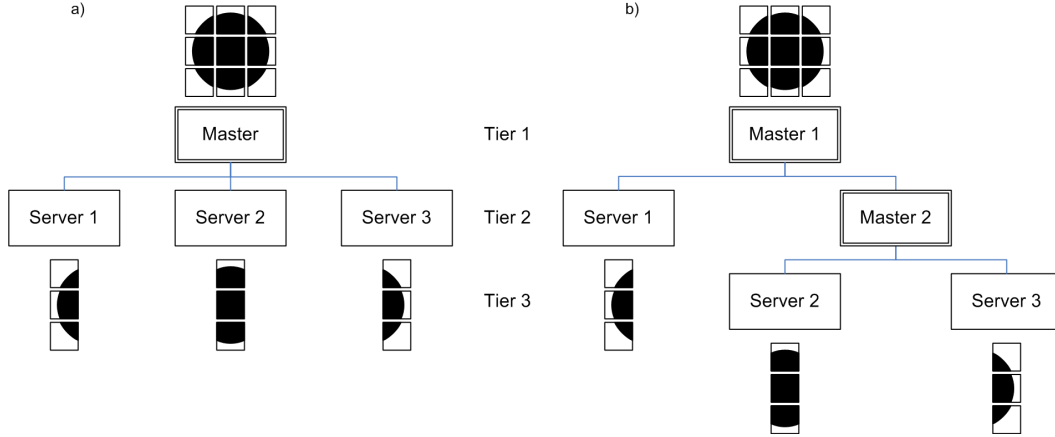 a)
b)
Master
Tier 1
Master 1
Server 1
Server 2
Server 3
Tier 2
Server 1
Master 2
Tier 3
Server 2
Server 3